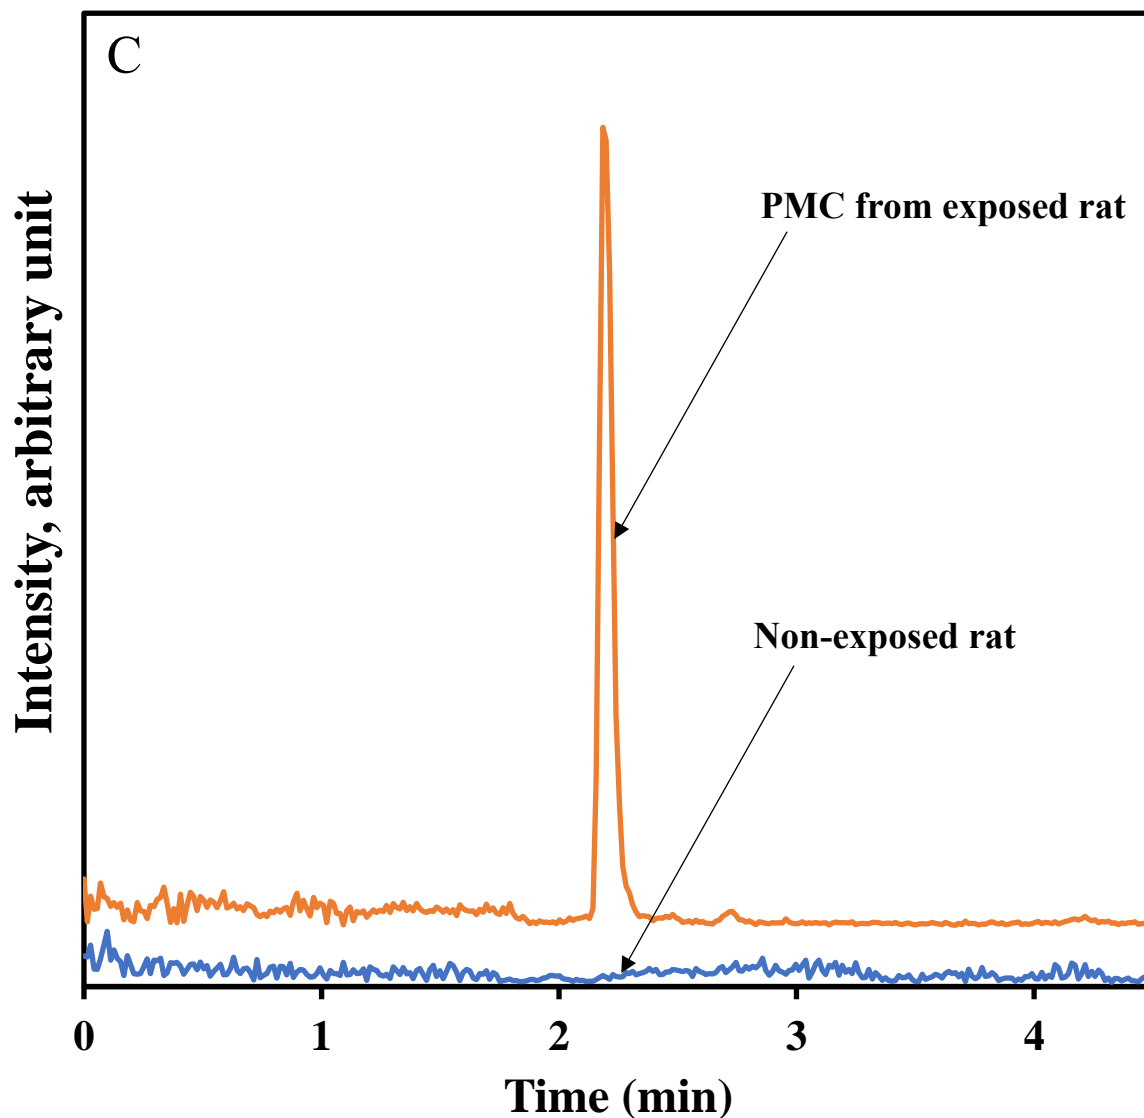 C
Intensity, arbitrary unit
PMC from exposed rat
Non-exposed rat
0 1 2 3 4
Time (min)